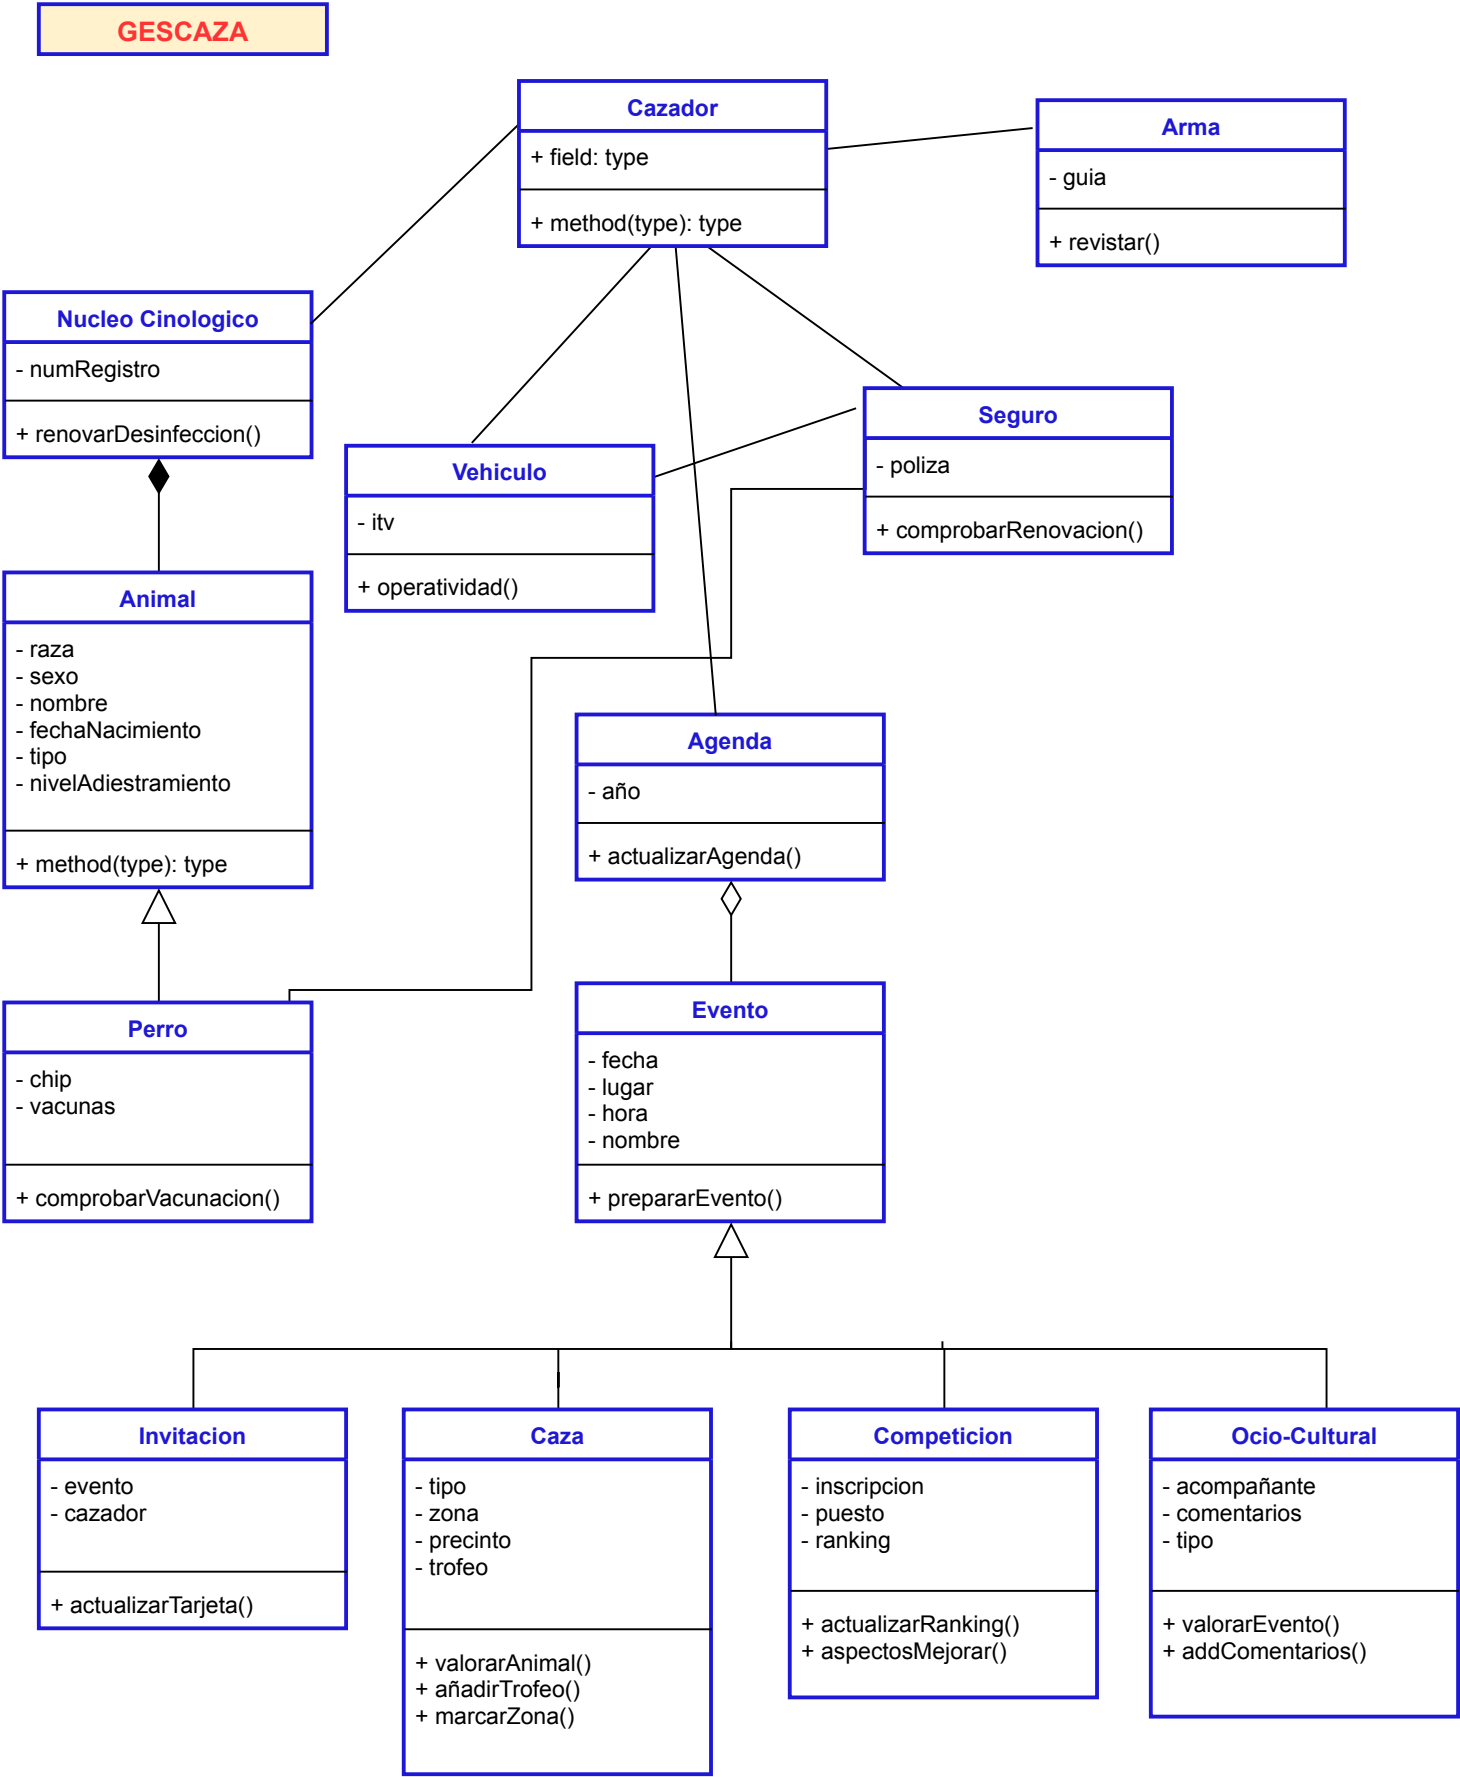 GESCAZA
Cazador
+ field: type
+ method(type): type
Arma
- guia
+ revistar()
Nucleo Cinologico
- numRegistro
+ renovarDesinfeccion()
Vehiculo
- itv
+ operatividad()
Seguro
- poliza
+ comprobarRenovacion()
Animal
- raza
- sexo
- nombre
- fechaNacimiento
- tipo
- nivelAdiestramiento
+ method(type): type
Agenda
- año
+ actualizarAgenda()
Perro
- chip
- vacunas
+ comprobarVacunacion()
Evento
- fecha
- lugar
- hora
- nombre
+ prepararEvento()
Invitacion
- evento
- cazador
+ actualizarTarjeta()
Caza
- tipo
- zona
- precinto
- trofeo
+ valorarAnimal()
+ añadirTrofeo()
+ marcarZona()
Competicion
- inscripcion
- puesto
- ranking
+ actualizarRanking()
+ aspectosMejorar()
Ocio-Cultural
- acompañante
- comentarios
- tipo
+ valorarEvento()
+ addComentarios()